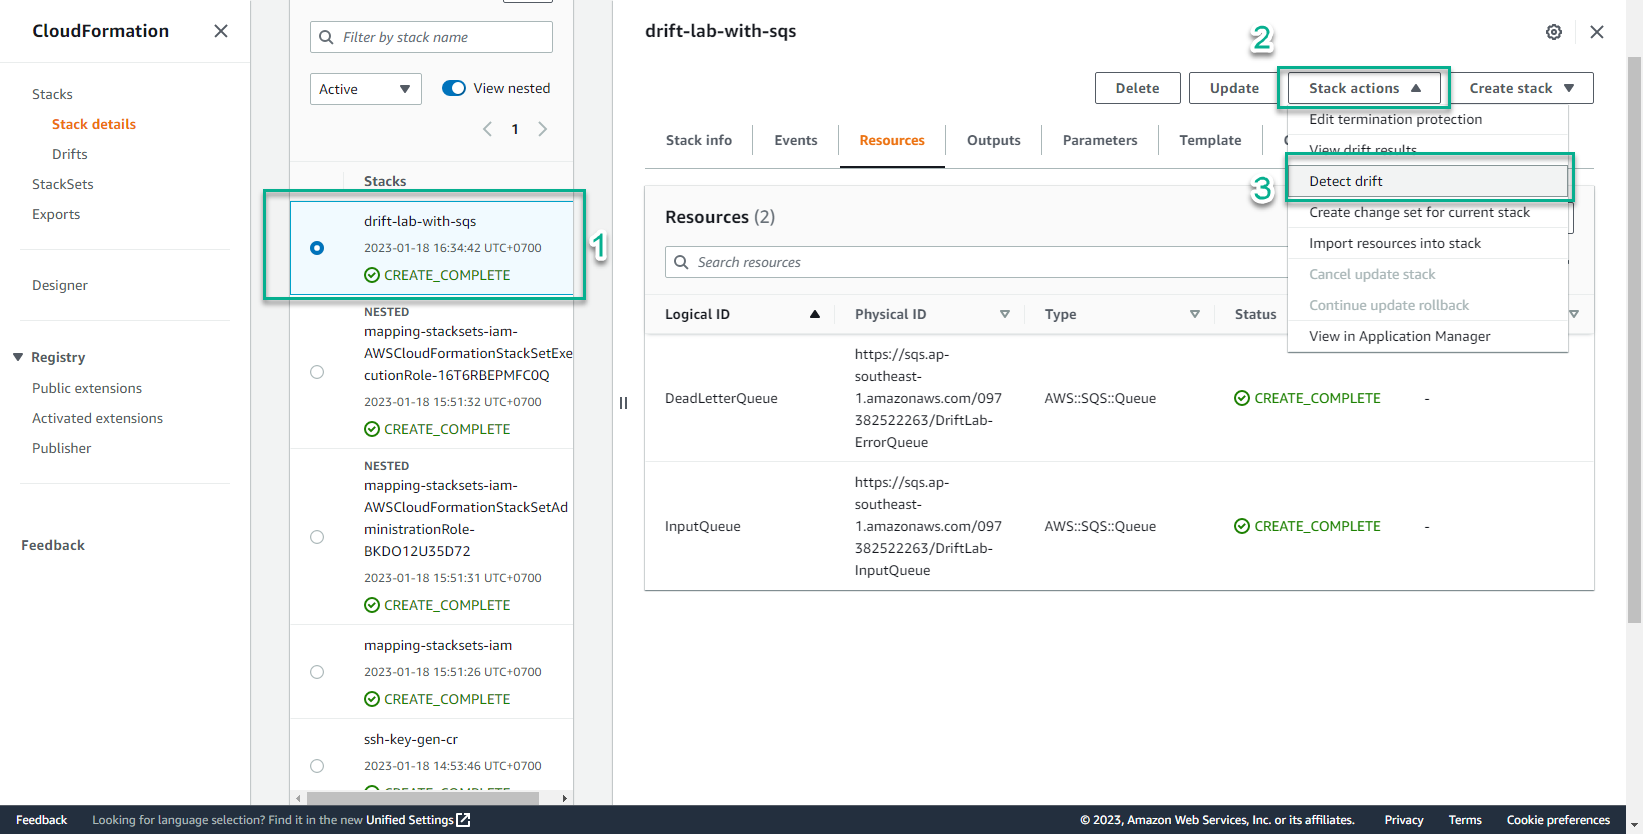 CloudFormation
Stacks
Stack details
Drifts
StackSets
Exports
Designer
Registry
Public extensions
Activated extensions
Publisher
Feedback
Filter by stack name
Active
View nested
1
Stacks
drift-lab-with-sqs
2023-01-18 16:34:42 UTC+0700
CREATE_COMPLETE
1
NESTED
mapping-stacksets-iam-
AWSCloudFormationStackSetExe
cutionRole-16T6RBEPMFC0Q
2023-01-18 15:51:32 UTC+0700
CREATE_COMPLETE
NESTED
mapping-stacksets-iam-
AWSCloudFormationStackSetAd
ministrationRole-
BKDO12U35D72
2023-01-18 15:51:31 UTC+0700
CREATE_COMPLETE
mapping-stacksets-iam
2023-01-18 15:51:26 UTC+0700
CREATE_COMPLETE
ssh-key-gen-cr
2023-01-18 14:53:46 UTC+0700
CREATE_COMPLETE
drift-lab-with-sqs
2
Delete
Update
Stack actions
Create stack
Edit termination protection
View drift results
3
Detect drift
Create change set for current stack
Import resources into stack
Cancel update stack
Continue update rollback
View in Application Manager
Stack info
Events
Resources
Outputs
Parameters
Template
Resources (2)
Search resources
Logical ID
Physical ID
Type
Status
DeadLetterQueue
https://sqs.ap-
southeast-
1.amazonaws.com/097
382522263/DriftLab-
ErrorQueue
AWS::SQS::Queue
CREATE_COMPLETE
-
InputQueue
https://sqs.ap-
southeast-
1.amazonaws.com/097
382522263/DriftLab-
InputQueue
AWS::SQS::Queue
CREATE_COMPLETE
-
Feedback
Looking for language selection? Find it in the new Unified Settings
© 2023, Amazon Web Services, Inc. or its affiliates.
Privacy
Terms
Cookie preferences